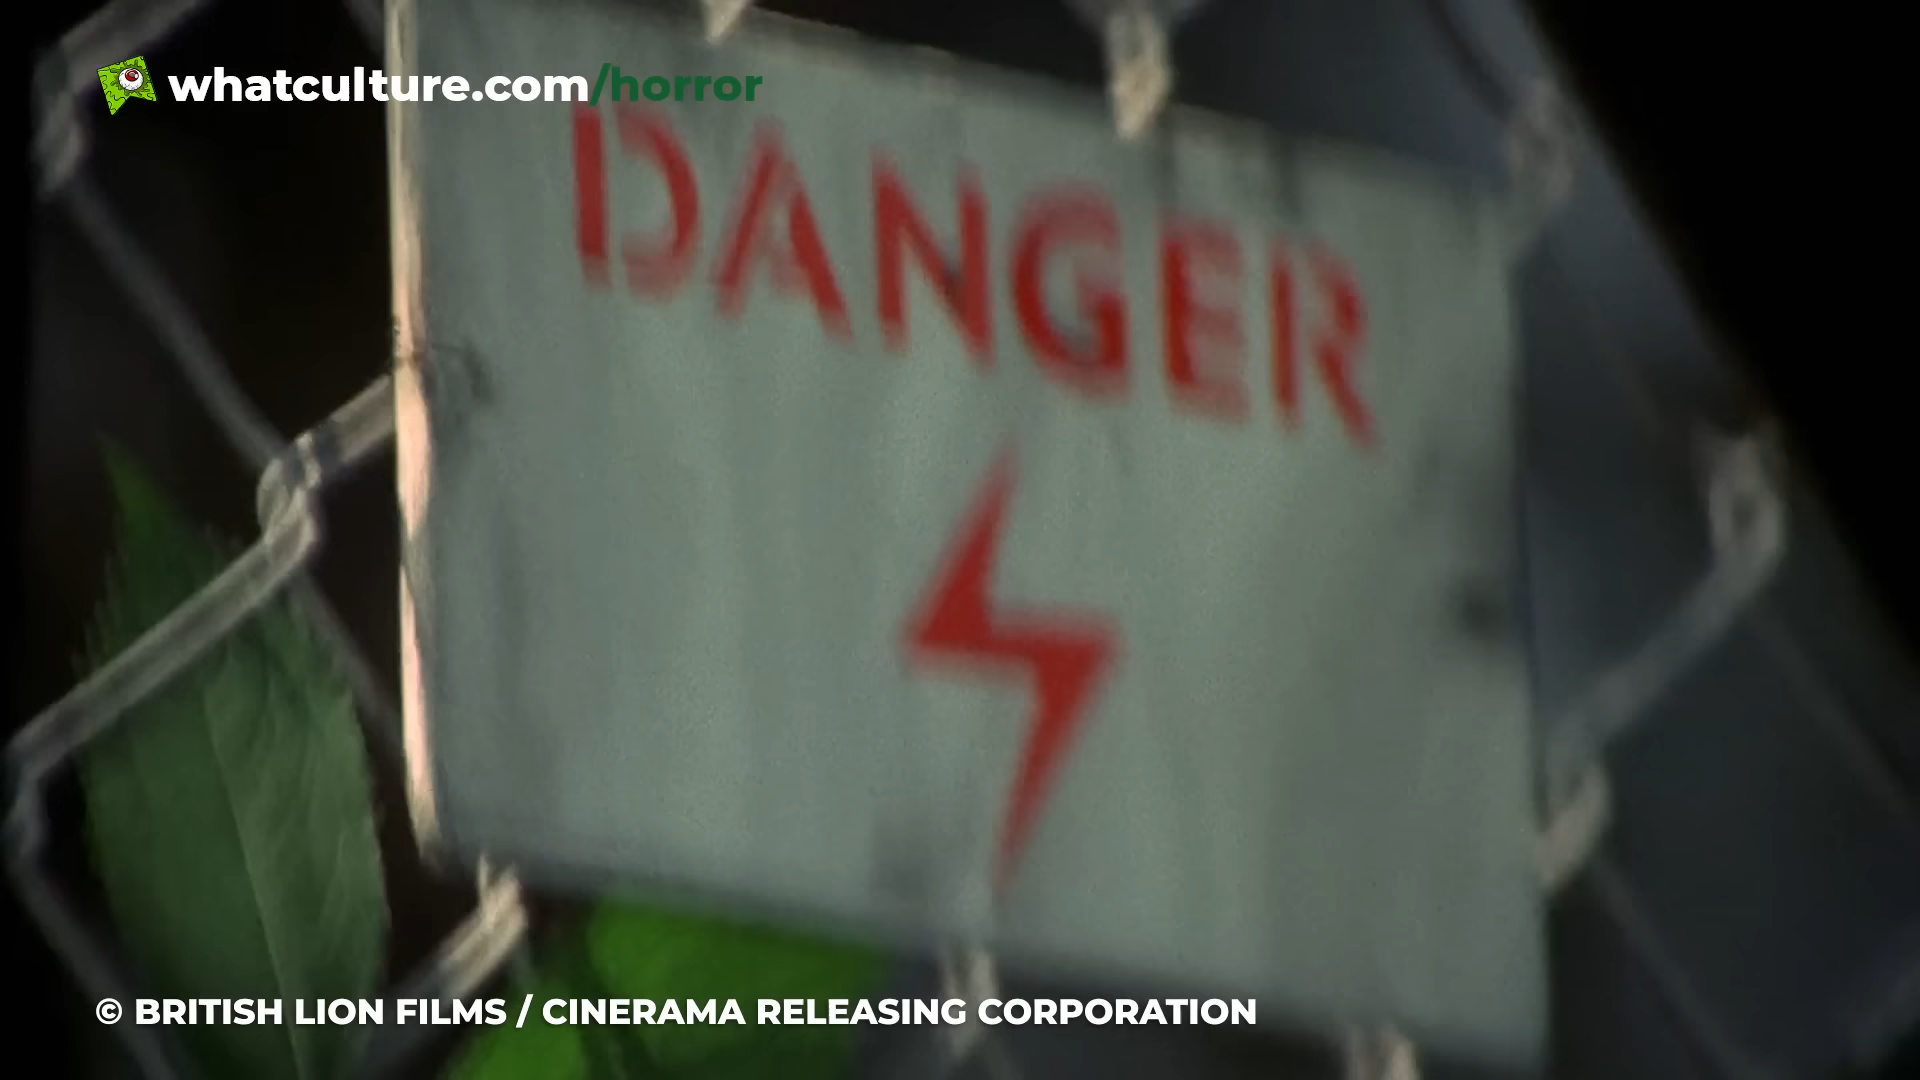 whatculture.com/horror
DANGER
© BRITISH LION FILMS / CINERAMA RELEASING CORPORATION